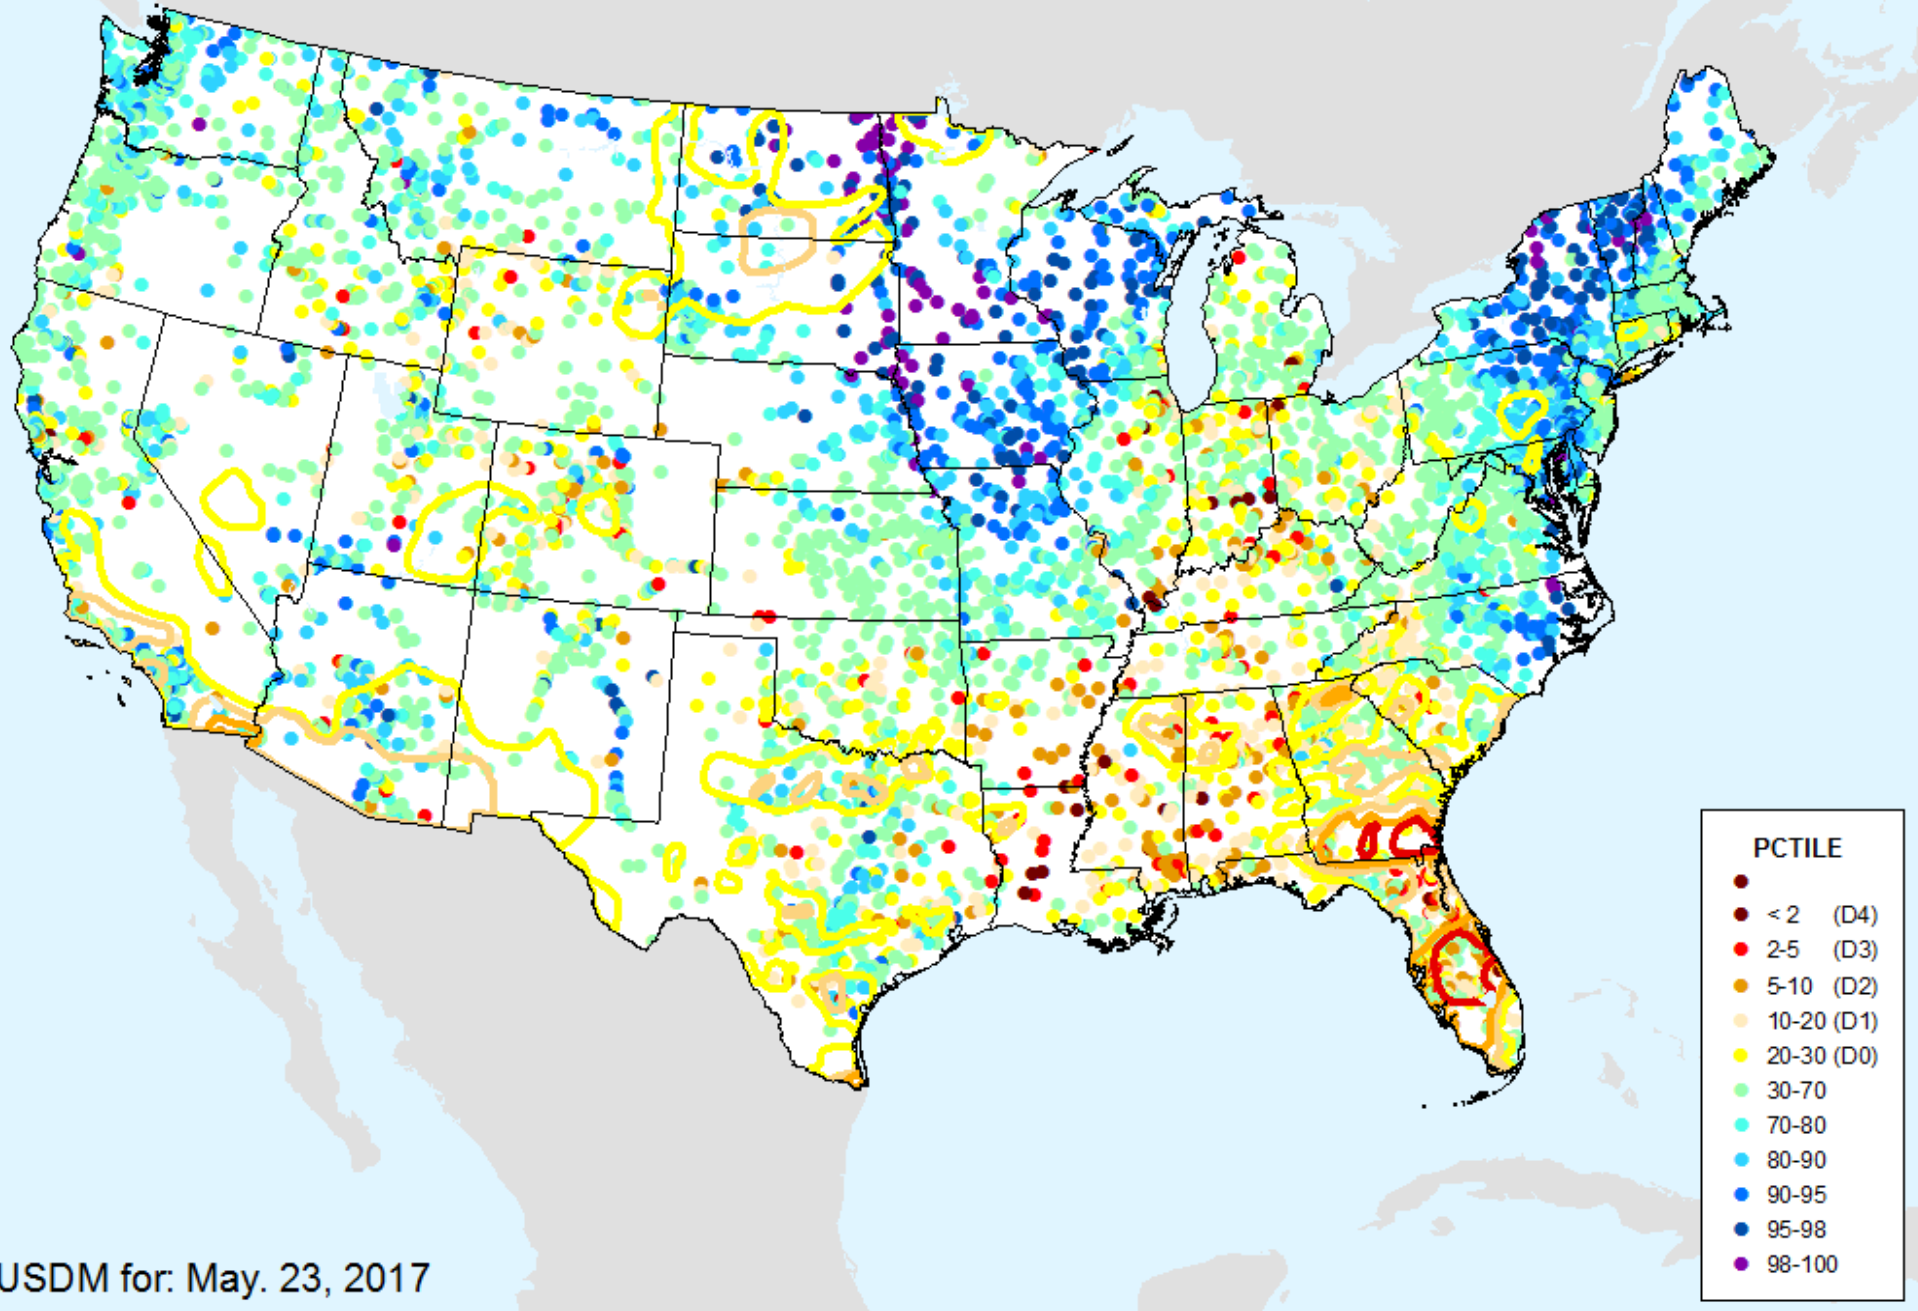 PCTILE
< 2 (D4)
2-5 (D3)
5-10 (D2)
10-20 (D1)
20-30 (D0)
30-70
70-80
80-90
90-95
95-98
98-100
USDM for: May. 23, 2017